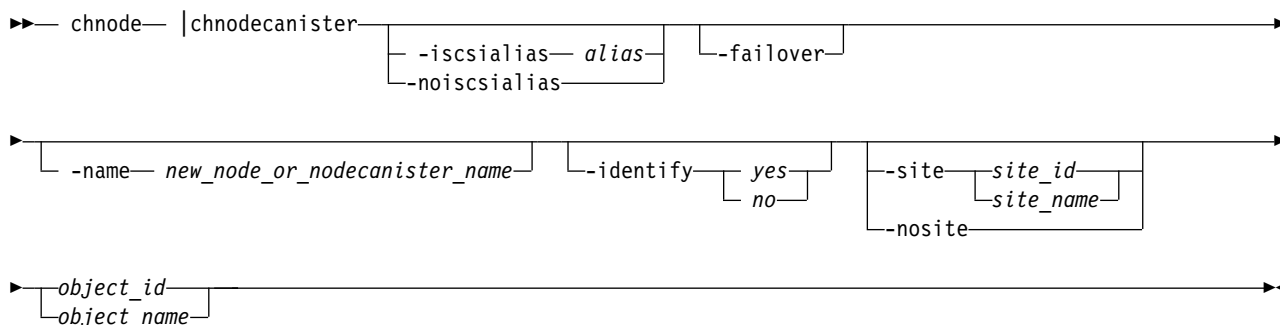 chnode |chnodecanister -iscsialias alias -failover
-noiscsialias
-name new_node_or_nodecanister_name -identify yes -site site_id
no site_name
-nosite
object_id
object_name